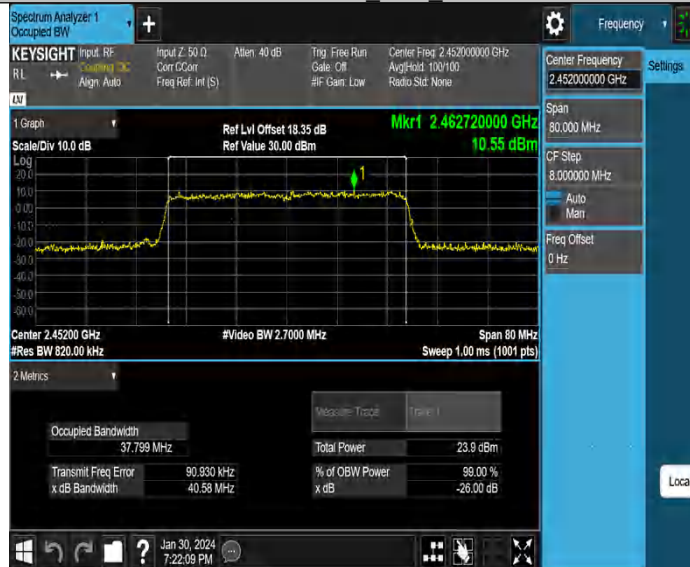 Spectrum Analyzer 1
Occupied BW
+
Frequency
KEYSIGHT
Input: RF
Coupling: DC
Align: Auto
Input Z: 50 Ω
Corr CCorr
Freq Ref: Int (S)
Atten: 40 dB
Trig: Free Run
Gate: Off
#IF Gain: Low
Center Freq: 2.452000000 GHz
Avg|Hold: 100/100
Radio Std: None
RL
LXI
Center Frequency
2.452000000 GHz
Settings
Span
80.000 MHz
CF Step
8.000000 MHz
Auto
Man
Freq Offset
0 Hz
1 Graph
Scale/Div 10.0 dB
Ref Lvl Offset 18.35 dB
Ref Value 30.00 dBm
Mkr1 2.462720000 GHz
10.55 dBm
Log
20.0
10.0
0.00
-10.0
-20.0
-30.0
-40.0
-50.0
-60.0
1
Center 2.45200 GHz
#Res BW 820.00 kHz
#Video BW 2.7000 MHz
Span 80 MHz
Sweep 1.00 ms (1001 pts)
2 Metrics
Measure Trace
Trace 1
Occupied Bandwidth
37.799 MHz
Total Power
23.9 dBm
Transmit Freq Error
90.930 kHz
% of OBW Power
99.00 %
x dB Bandwidth
40.58 MHz
x dB
-26.00 dB
Loca
?
Jan 30, 2024
7:22:09 PM